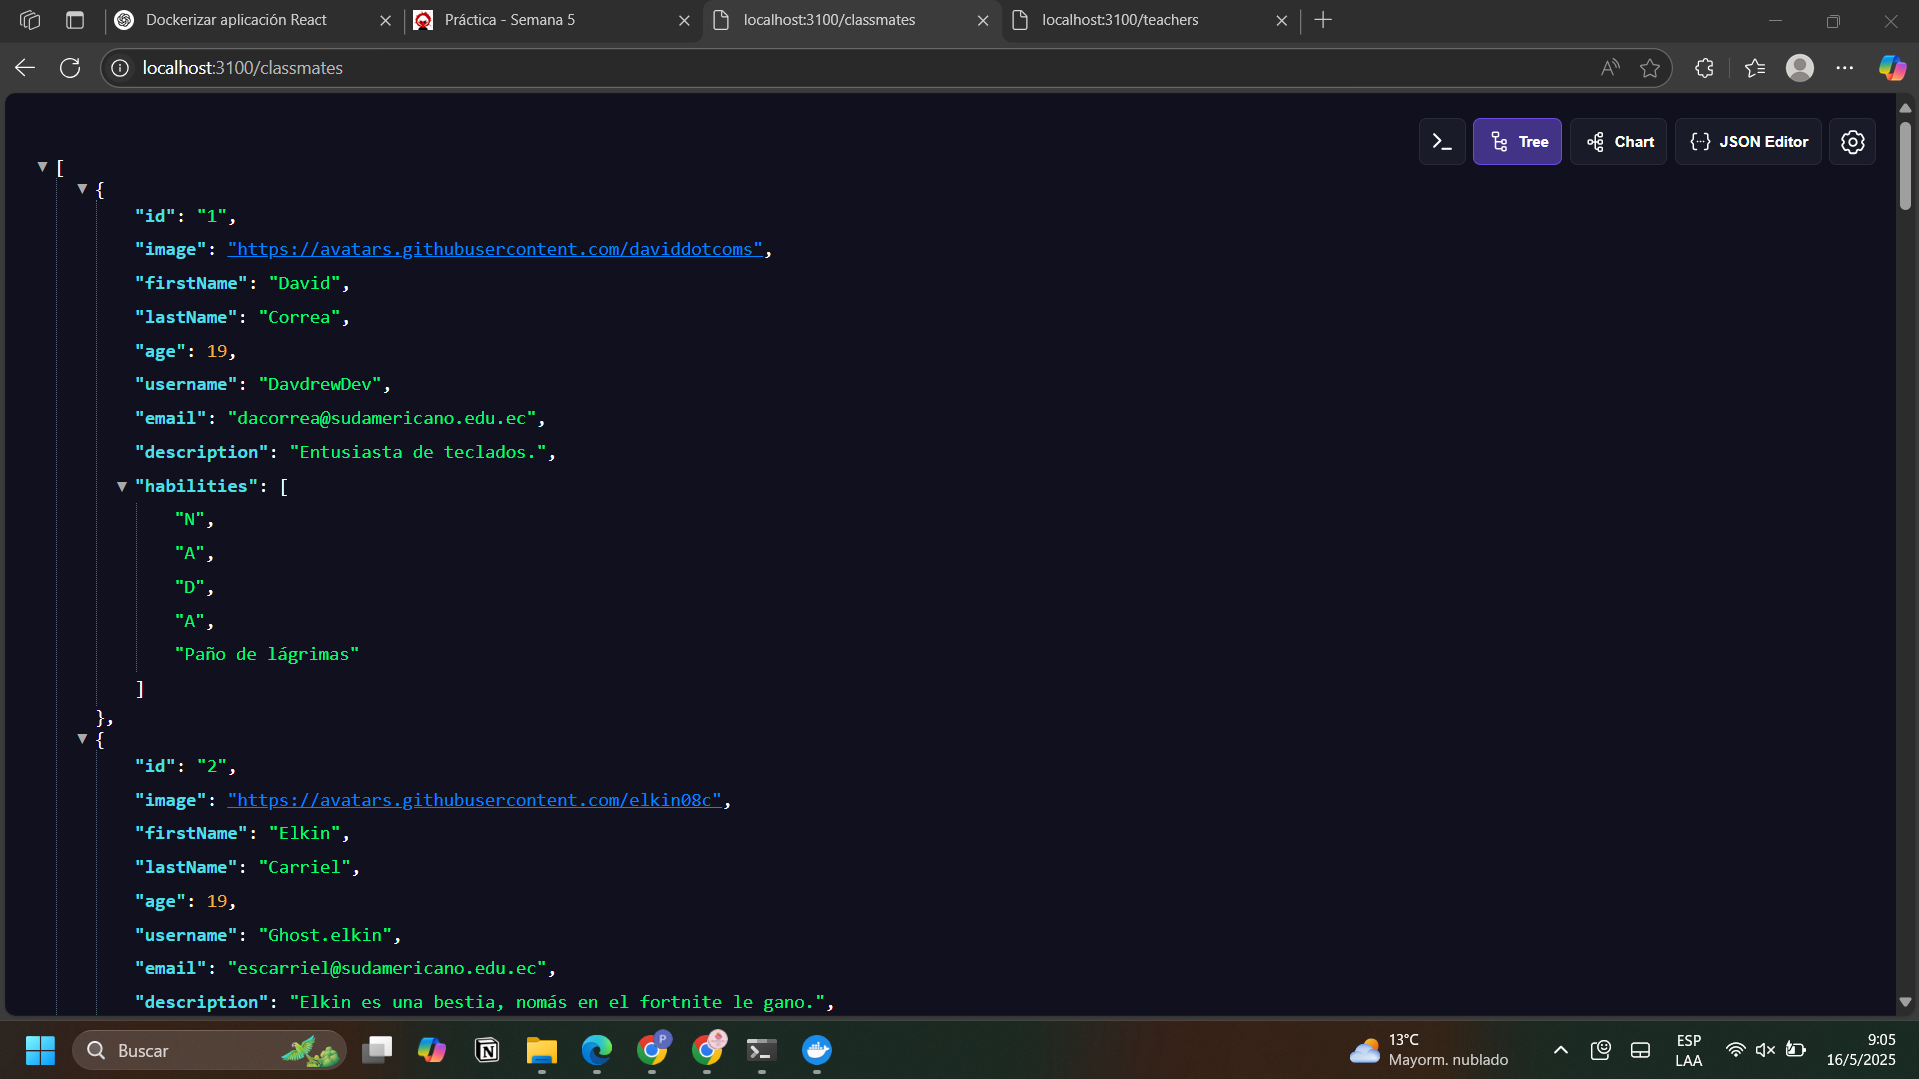 Dockerizar aplicación React
Práctica - Semana 5
localhost:3100/classmates
localhost:3100/teachers
localhost:3100/classmates
Tree
Chart
JSON Editor
[
{
"id": "1",
"image": "https://avatars.githubusercontent.com/daviddotcoms",
"firstName": "David",
"lastName": "Correa",
"age": 19,
"username": "DavdrewDev",
"email": "dacorrea@sudamericano.edu.ec",
"description": "Entusiasta de teclados.",
"habilities": [
"N",
"A",
"D",
"A",
"Paño de lágrimas"
]
},
{
"id": "2",
"image": "https://avatars.githubusercontent.com/elkin08c",
"firstName": "Elkin",
"lastName": "Carriel",
"age": 19,
"username": "Ghost.elkin",
"email": "escarriel@sudamericano.edu.ec",
"description": "Elkin es una bestia, nomás en el fortnite le gano.",
Buscar
P
13°C
Mayorm. nublado
ESP
LAA
9:05
16/5/2025